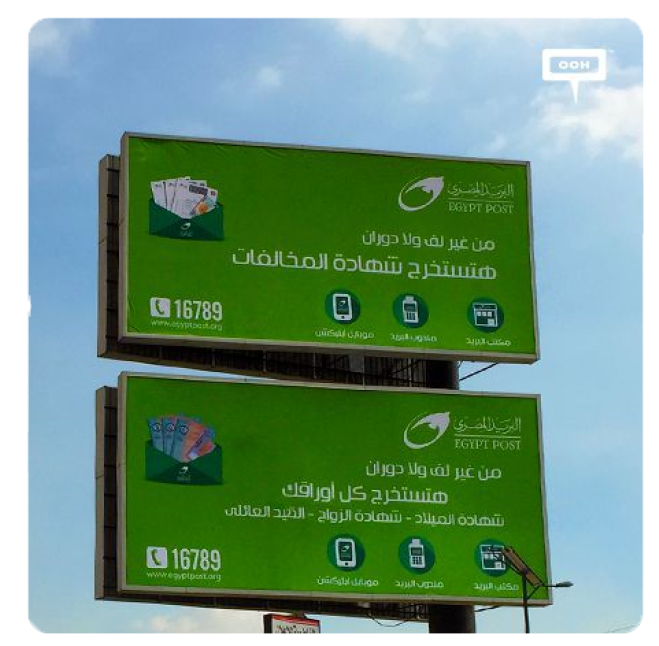 OOH
البريد المصري
EGYPT POST
من غير لف ولا دوران
هتستخرج شهادة المخالفات
16789
www.egyptpost.org
موبايل ابلیکشن
مندوب البريد
مكتب البريد
البريد المصري
EGYPT POST
من غير لف ولا دوران
هتستخرج كل أوراقك
شهادة الميلاد - شهادة الزواج - القيد العائلى
16789
www.egyptpost.org
موبايل ابلیکشن
مندوب البريد
مكتب البريد